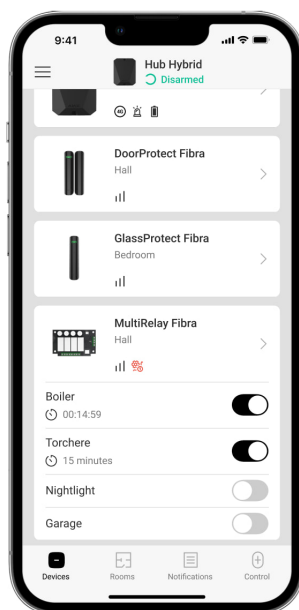 9:41
Hub Hybrid
Disarmed
4G
DoorProtect Fibra
Hall
GlassProtect Fibra
Bedroom
MultiRelay Fibra
Hall
Boiler
00:14:59
Torchere
15 minutes
Nightlight
Garage
Devices
Rooms
Notifications
Control